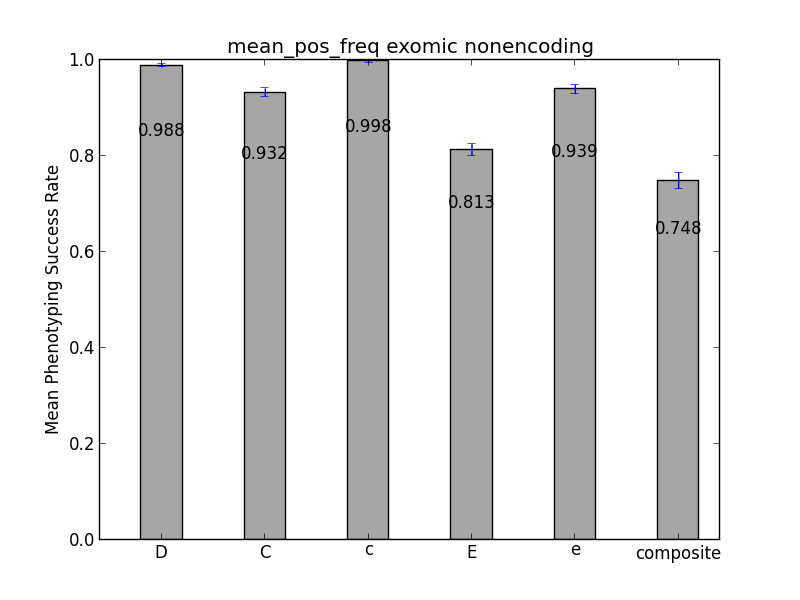 mean_pos_freq exomic nonencoding
Mean Phenotyping Success Rate
1.0
0.8
0.6
0.4
0.2
0.0
0.988
0.932
0.998
0.813
0.939
0.748
D
C
c
E
e
composite